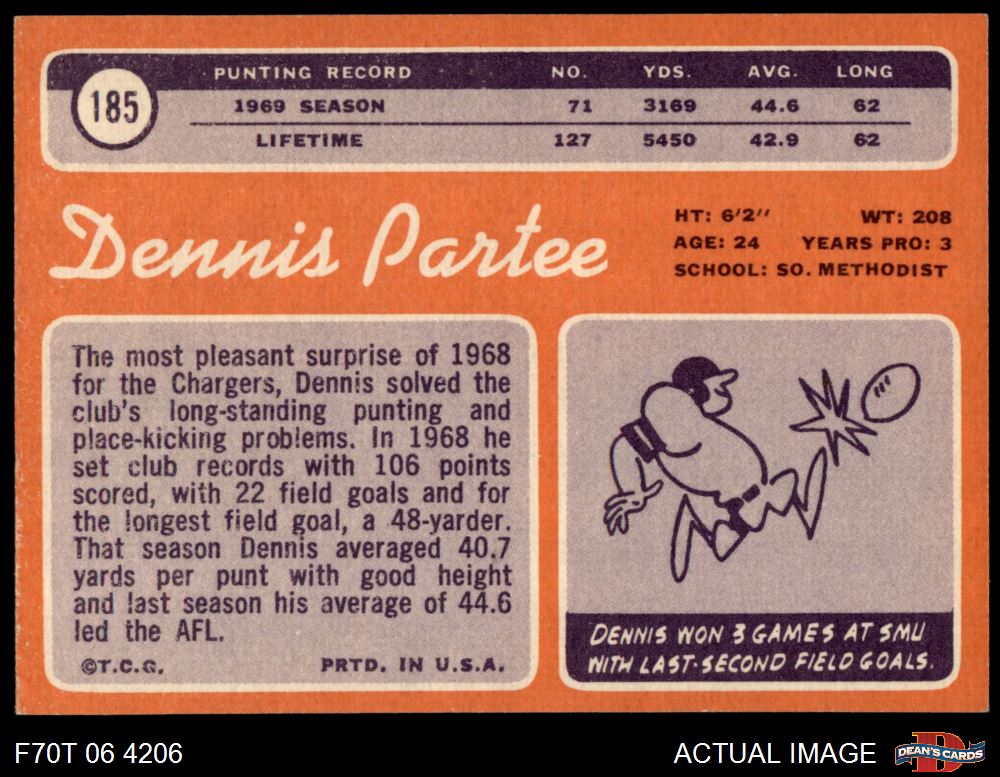 185
PUNTING RECORD NO. YDS. AVG. LONG
1969 SEASON 71 3169 44.6 62
LIFETIME 127 5450 42.9 62
Dennis Partee
HT: 6'2" WT: 208
AGE: 24 YEARS PRO: 3
SCHOOL: SO. METHODIST
The most pleasant surprise of 1968
for the Chargers, Dennis solved the
club's long-standing punting and
place-kicking problems. In 1968 he
set club records with 106 points
scored, with 22 field goals and for
the longest field goal, a 48-yarder.
That season Dennis averaged 40.7
yards per punt with good height
and last season his average of 44.6
led the AFL.
©T.C.G. PRTD. IN U.S.A.
DENNIS WON 3 GAMES AT SMU
WITH LAST-SECOND FIELD GOALS.
F70T 06 4206 ACTUAL IMAGE
D
DEAN'S CARDS